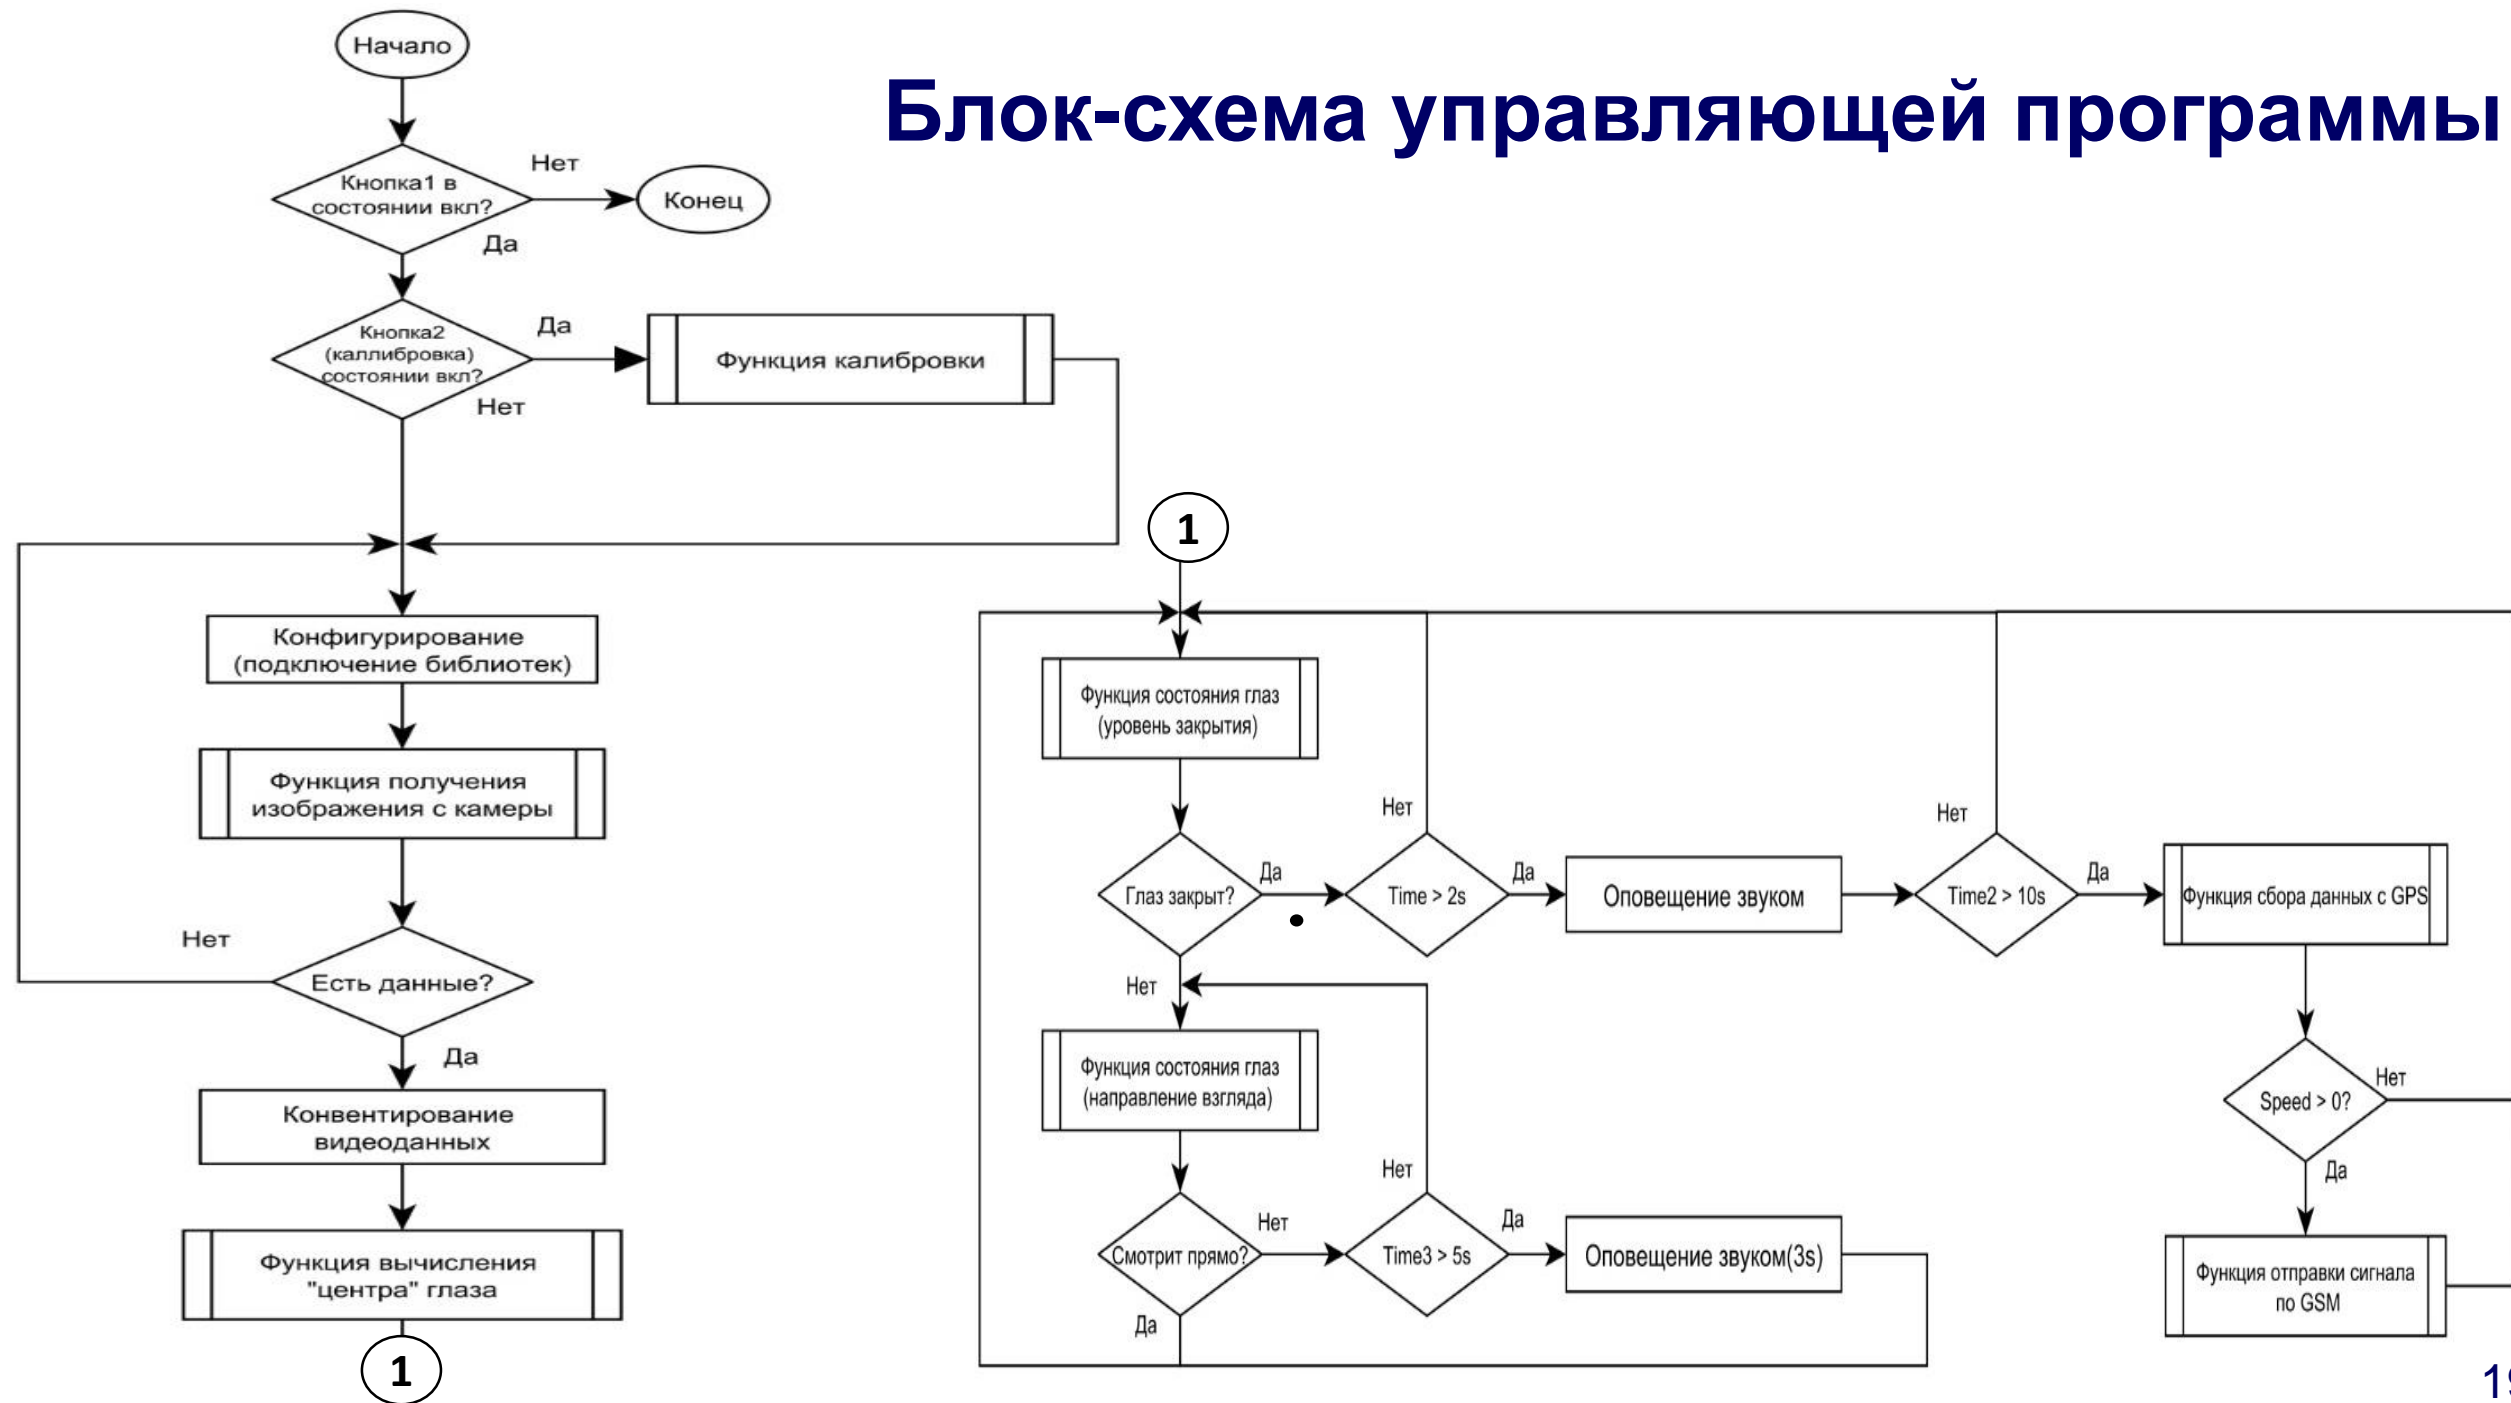 Блок-схема управляющей программы
Начало
Кнопка1 в
состоянии вкл?
Нет
Конец
Да
Кнопка2
(каллибровка)
состоянии вкл?
Да
Функция калибровки
Нет
Конфигурирование
(подключение библиотек)
Функция получения
изображения с камеры
Нет
Есть данные?
Да
Конвентирование
видеоданных
Функция вычисления
"центра" глаза
1
1
Функция состояния глаз
(уровень закрытия)
Глаз закрыт?
Да
Нет
Time > 2s
Да
Оповещение звуком
Нет
Time2 > 10s
Да
Функция сбора данных с GPS
Нет
Функция состояния глаз
(направление взгляда)
Speed > 0?
Нет
Да
Смотрит прямо?
Нет
Нет
Time3 > 5s
Да
Оповещение звуком(3s)
Да
Функция отправки сигнала
по GSM
19